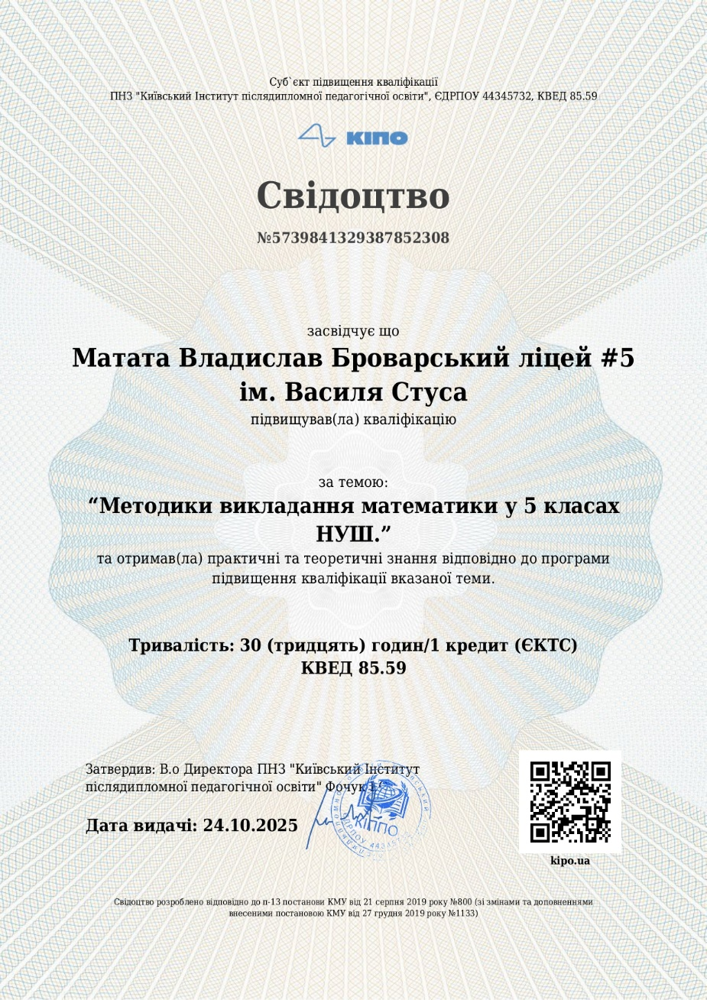 Суб`єкт підвищення кваліфікації
ПНЗ "Київський Інститут післядипломної педагогічної освіти", ЄДРПОУ 44345732, КВЕД 85.59
КІПО
Свідоцтво
№5739841329387852308
засвідчує що
Матата Владислав Броварський ліцей #5
ім. Василя Стуса
підвищував(ла) кваліфікацію
за темою:
“Методики викладання математики у 5 класах
НУШ.”
та отримав(ла) практичні та теоретичні знання відповідно до програми
підвищення кваліфікації вказаної теми.
Тривалість: 30 (тридцять) годин/1 кредит (ЄКТС)
КВЕД 85.59
Затвердив: В.о Директора ПНЗ "Київський Інститут
післядипломної педагогічної освіти" Фочук
КІППО
Дата видачі: 24.10.2025
kipo.ua
Свідоцтво розроблено відповідно до п-13 постанови КМУ від 21 серпня 2019 року №800 (зі змінами та доповненнями
внесеними постановою КМУ від 27 грудня 2019 року №1133)